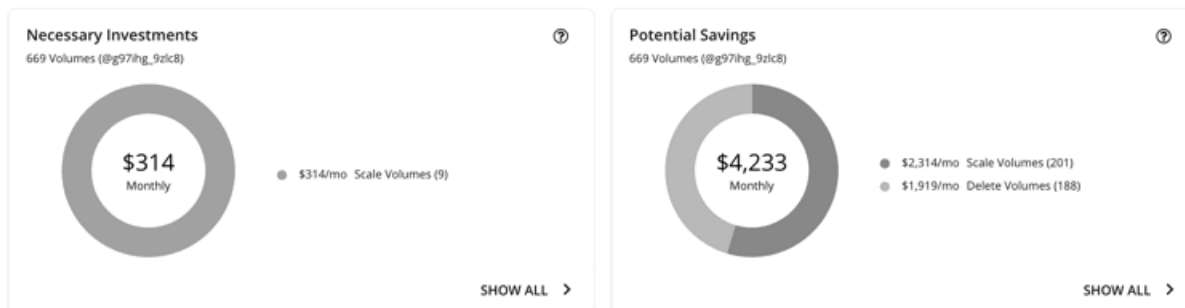 Necessary Investments
669 Volumes (@g97ihg_9zlc8)
$314
Monthly
$314/mo Scale Volumes (9)
SHOW ALL
Potential Savings
669 Volumes (@g97ihg_9zlc8)
$4,233
Monthly
$2,314/mo Scale Volumes (201)
$1,919/mo Delete Volumes (188)
SHOW ALL